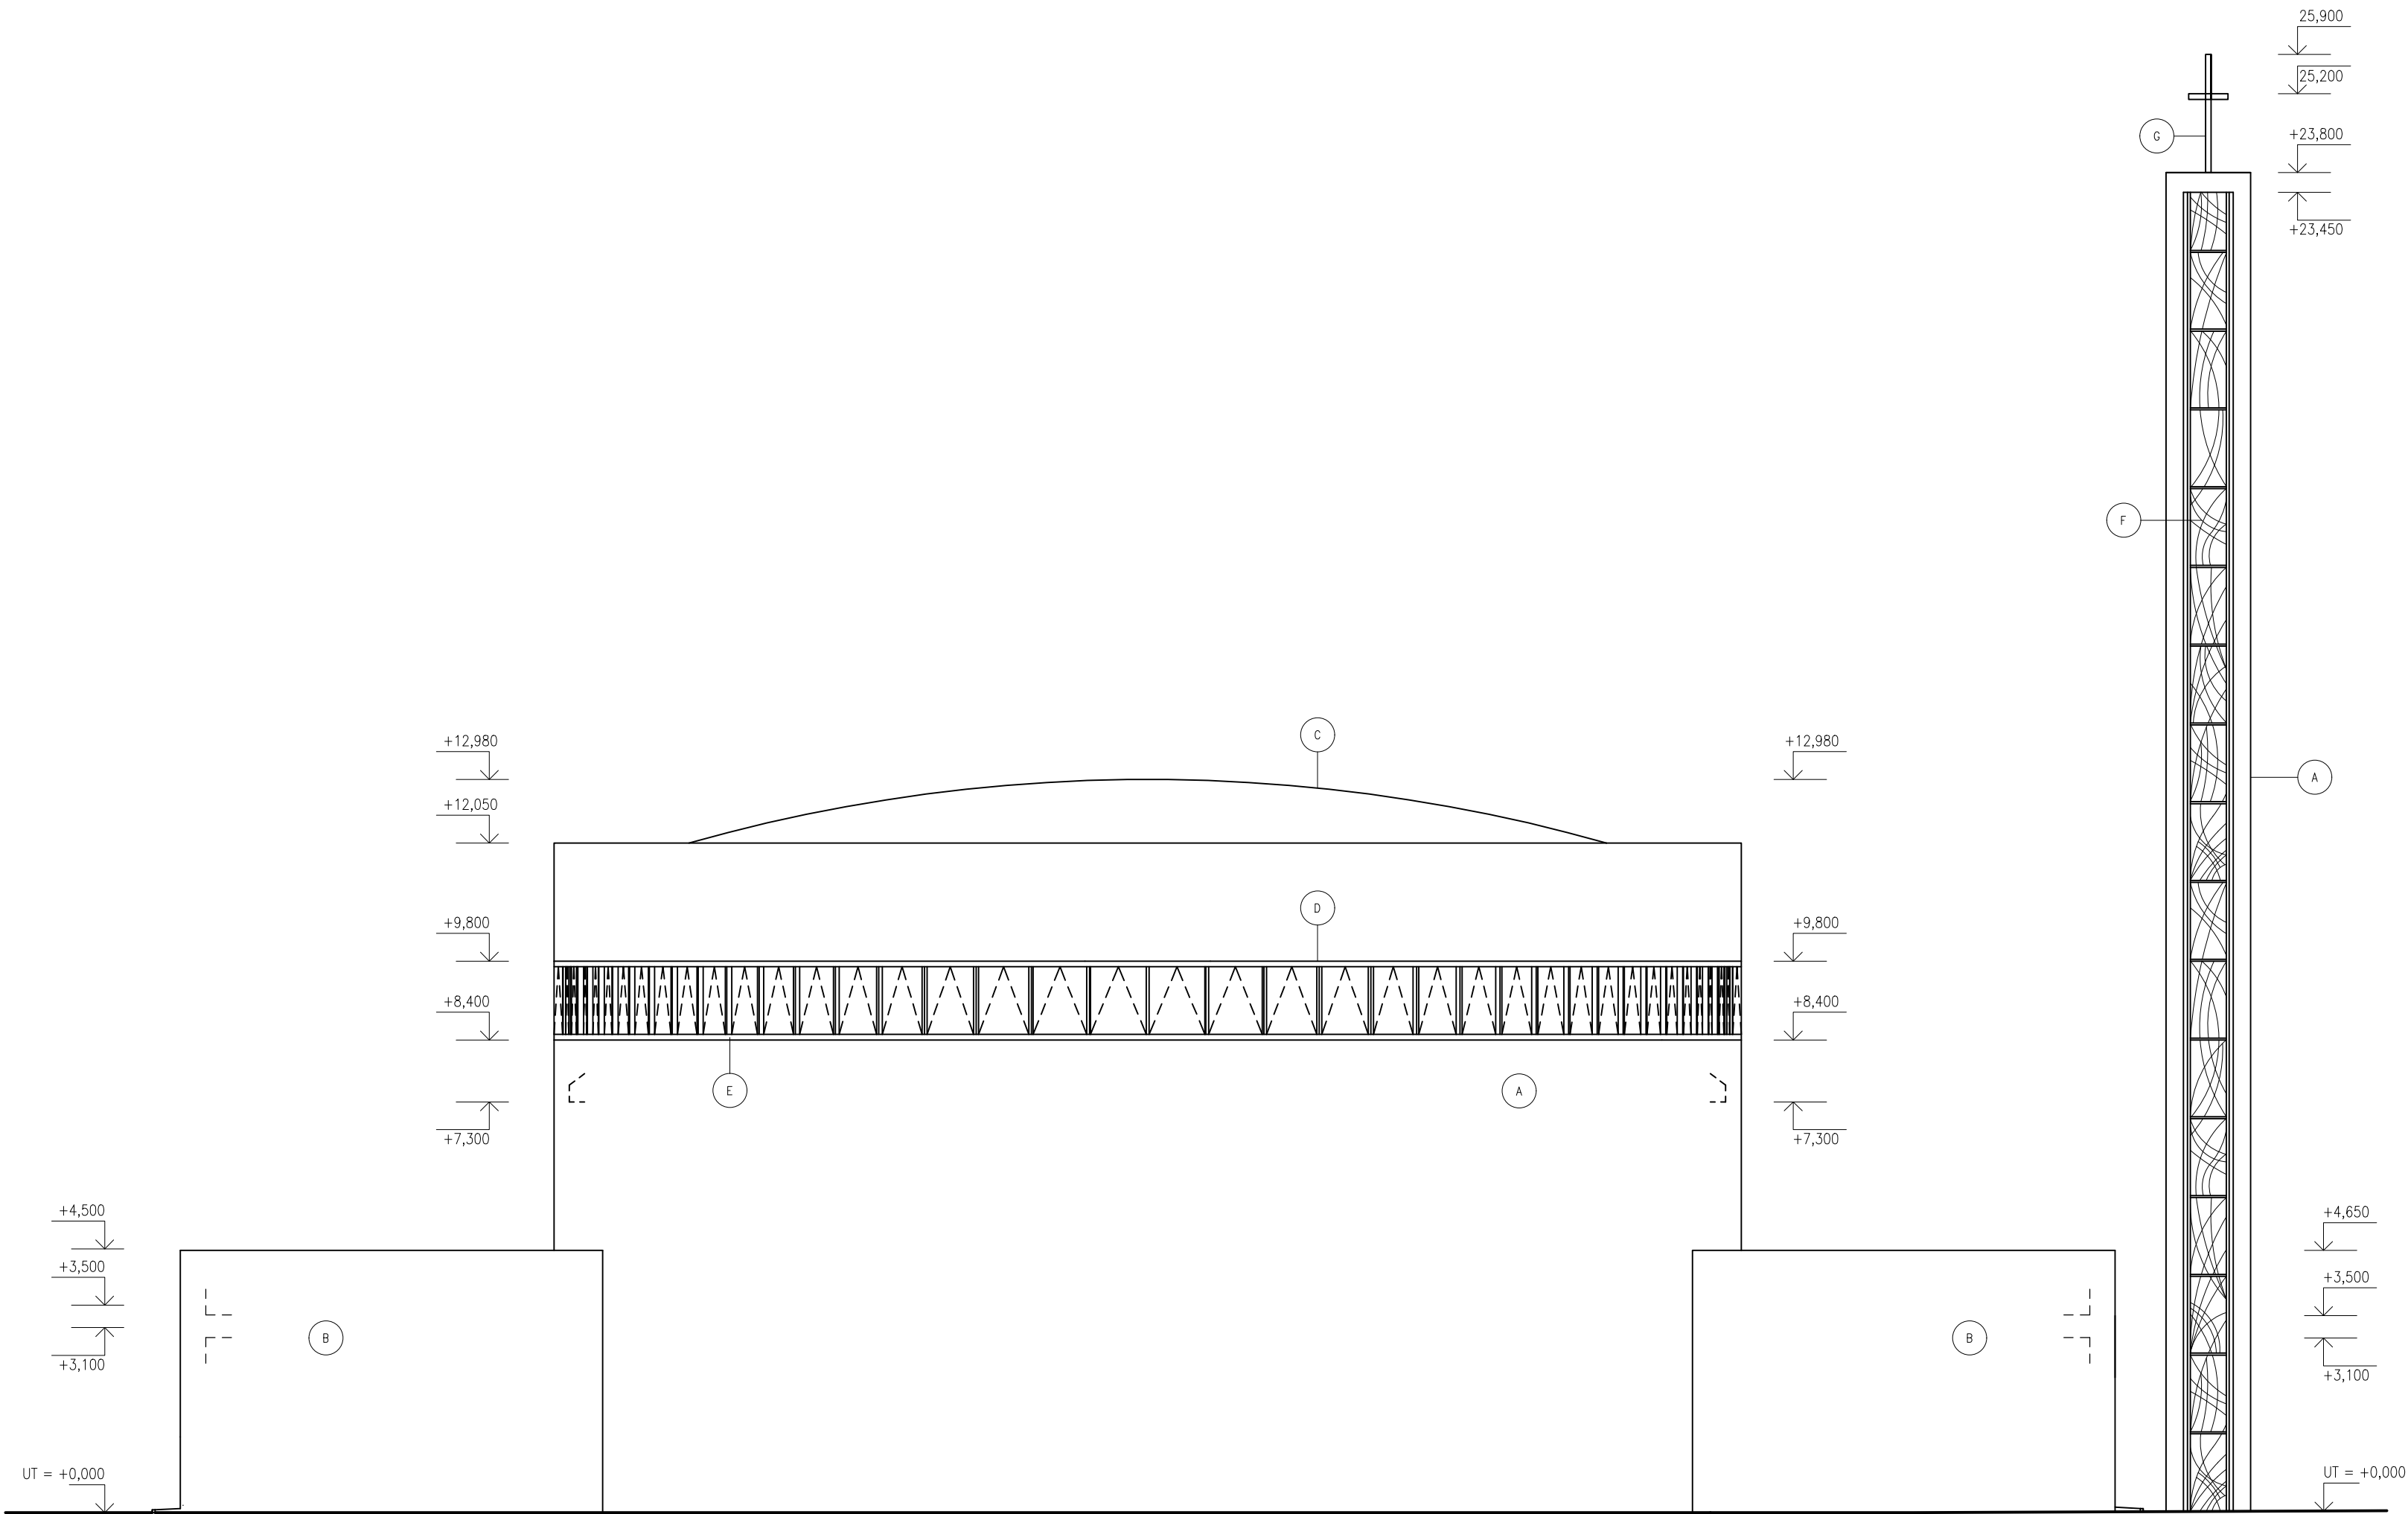 25,900
25,200
G
+23,800
+23,450
F
+12,980
C
+12,980
A
+12,050
+9,800
D
+9,800
+8,400
+8,400
E
A
+7,300
+7,300
+4,500
+4,650
+3,500
+3,500
B
B
+3,100
+3,100
UT = +0,000
UT = +0,000